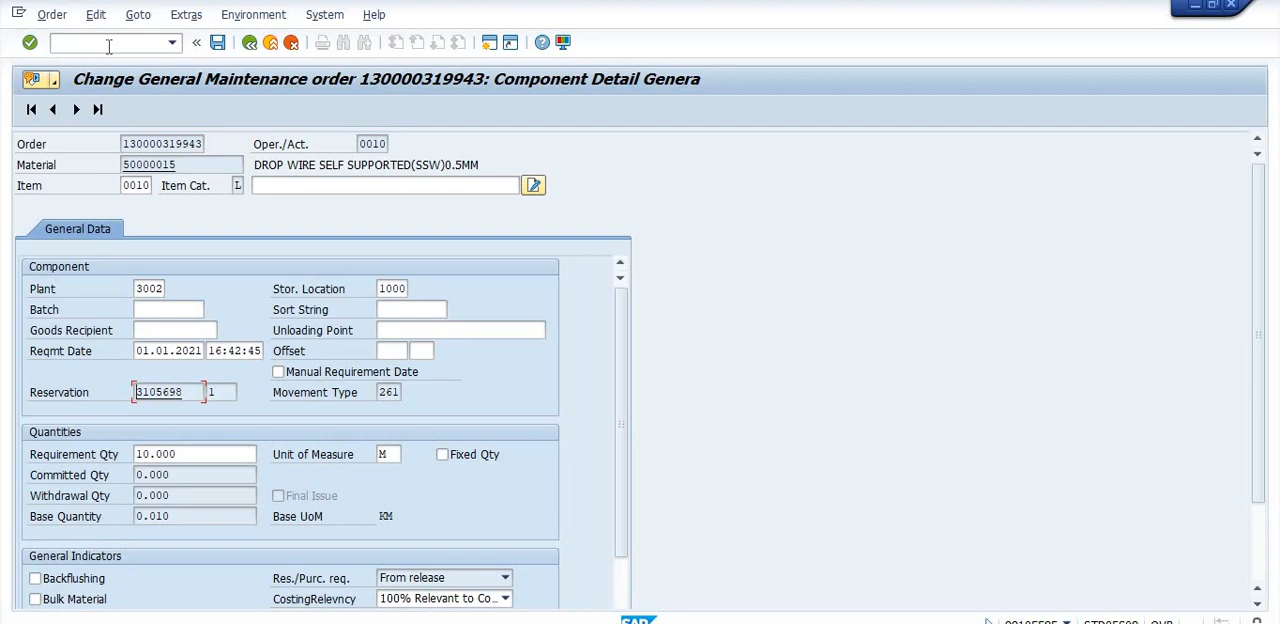 Order Edit Goto Extras Environment System Help
Change General Maintenance order 130000319943: Component Detail Genera
Order 130000319943 Oper./Act. 0010
Material 50000015 DROP WIRE SELF SUPPORTED(SSW)0.5MM
Item 0010 Item Cat. L
General Data
Component
Plant 3002 Stor. Location 1000
Batch Sort String
Goods Recipient Unloading Point
Reqmt Date 01.01.2021 16:42:45 Offset
Manual Requirement Date
Reservation 3105698 1 Movement Type 261
Quantities
Requirement Qty 10.000 Unit of Measure M Fixed Qty
Committed Qty 0.000
Withdrawal Qty 0.000 Final Issue
Base Quantity 0.010 Base UoM KM
General Indicators
Backflushing Res./Purc. req. From release
Bulk Material CostingRelevncy 100% Relevant to Co...
SAP